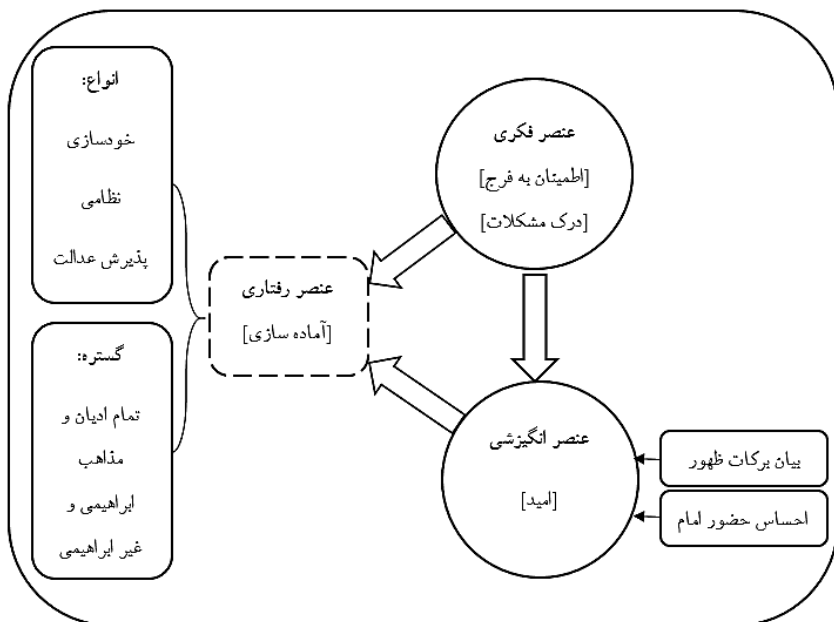 عنصر فکری
[اطمینان به فرج]
[درک مشکلات]
عنصر انگیزشی
[امید]
بیان برکات ظهور
احساس حضور امام
عنصر رفتاری
[آماده سازی]
انواع:
خودسازی
نظامی
پذیرش عدالت
گستره:
تمام ادیان و
مذاهب
ابراهیمی و
غیر ابراهیمی